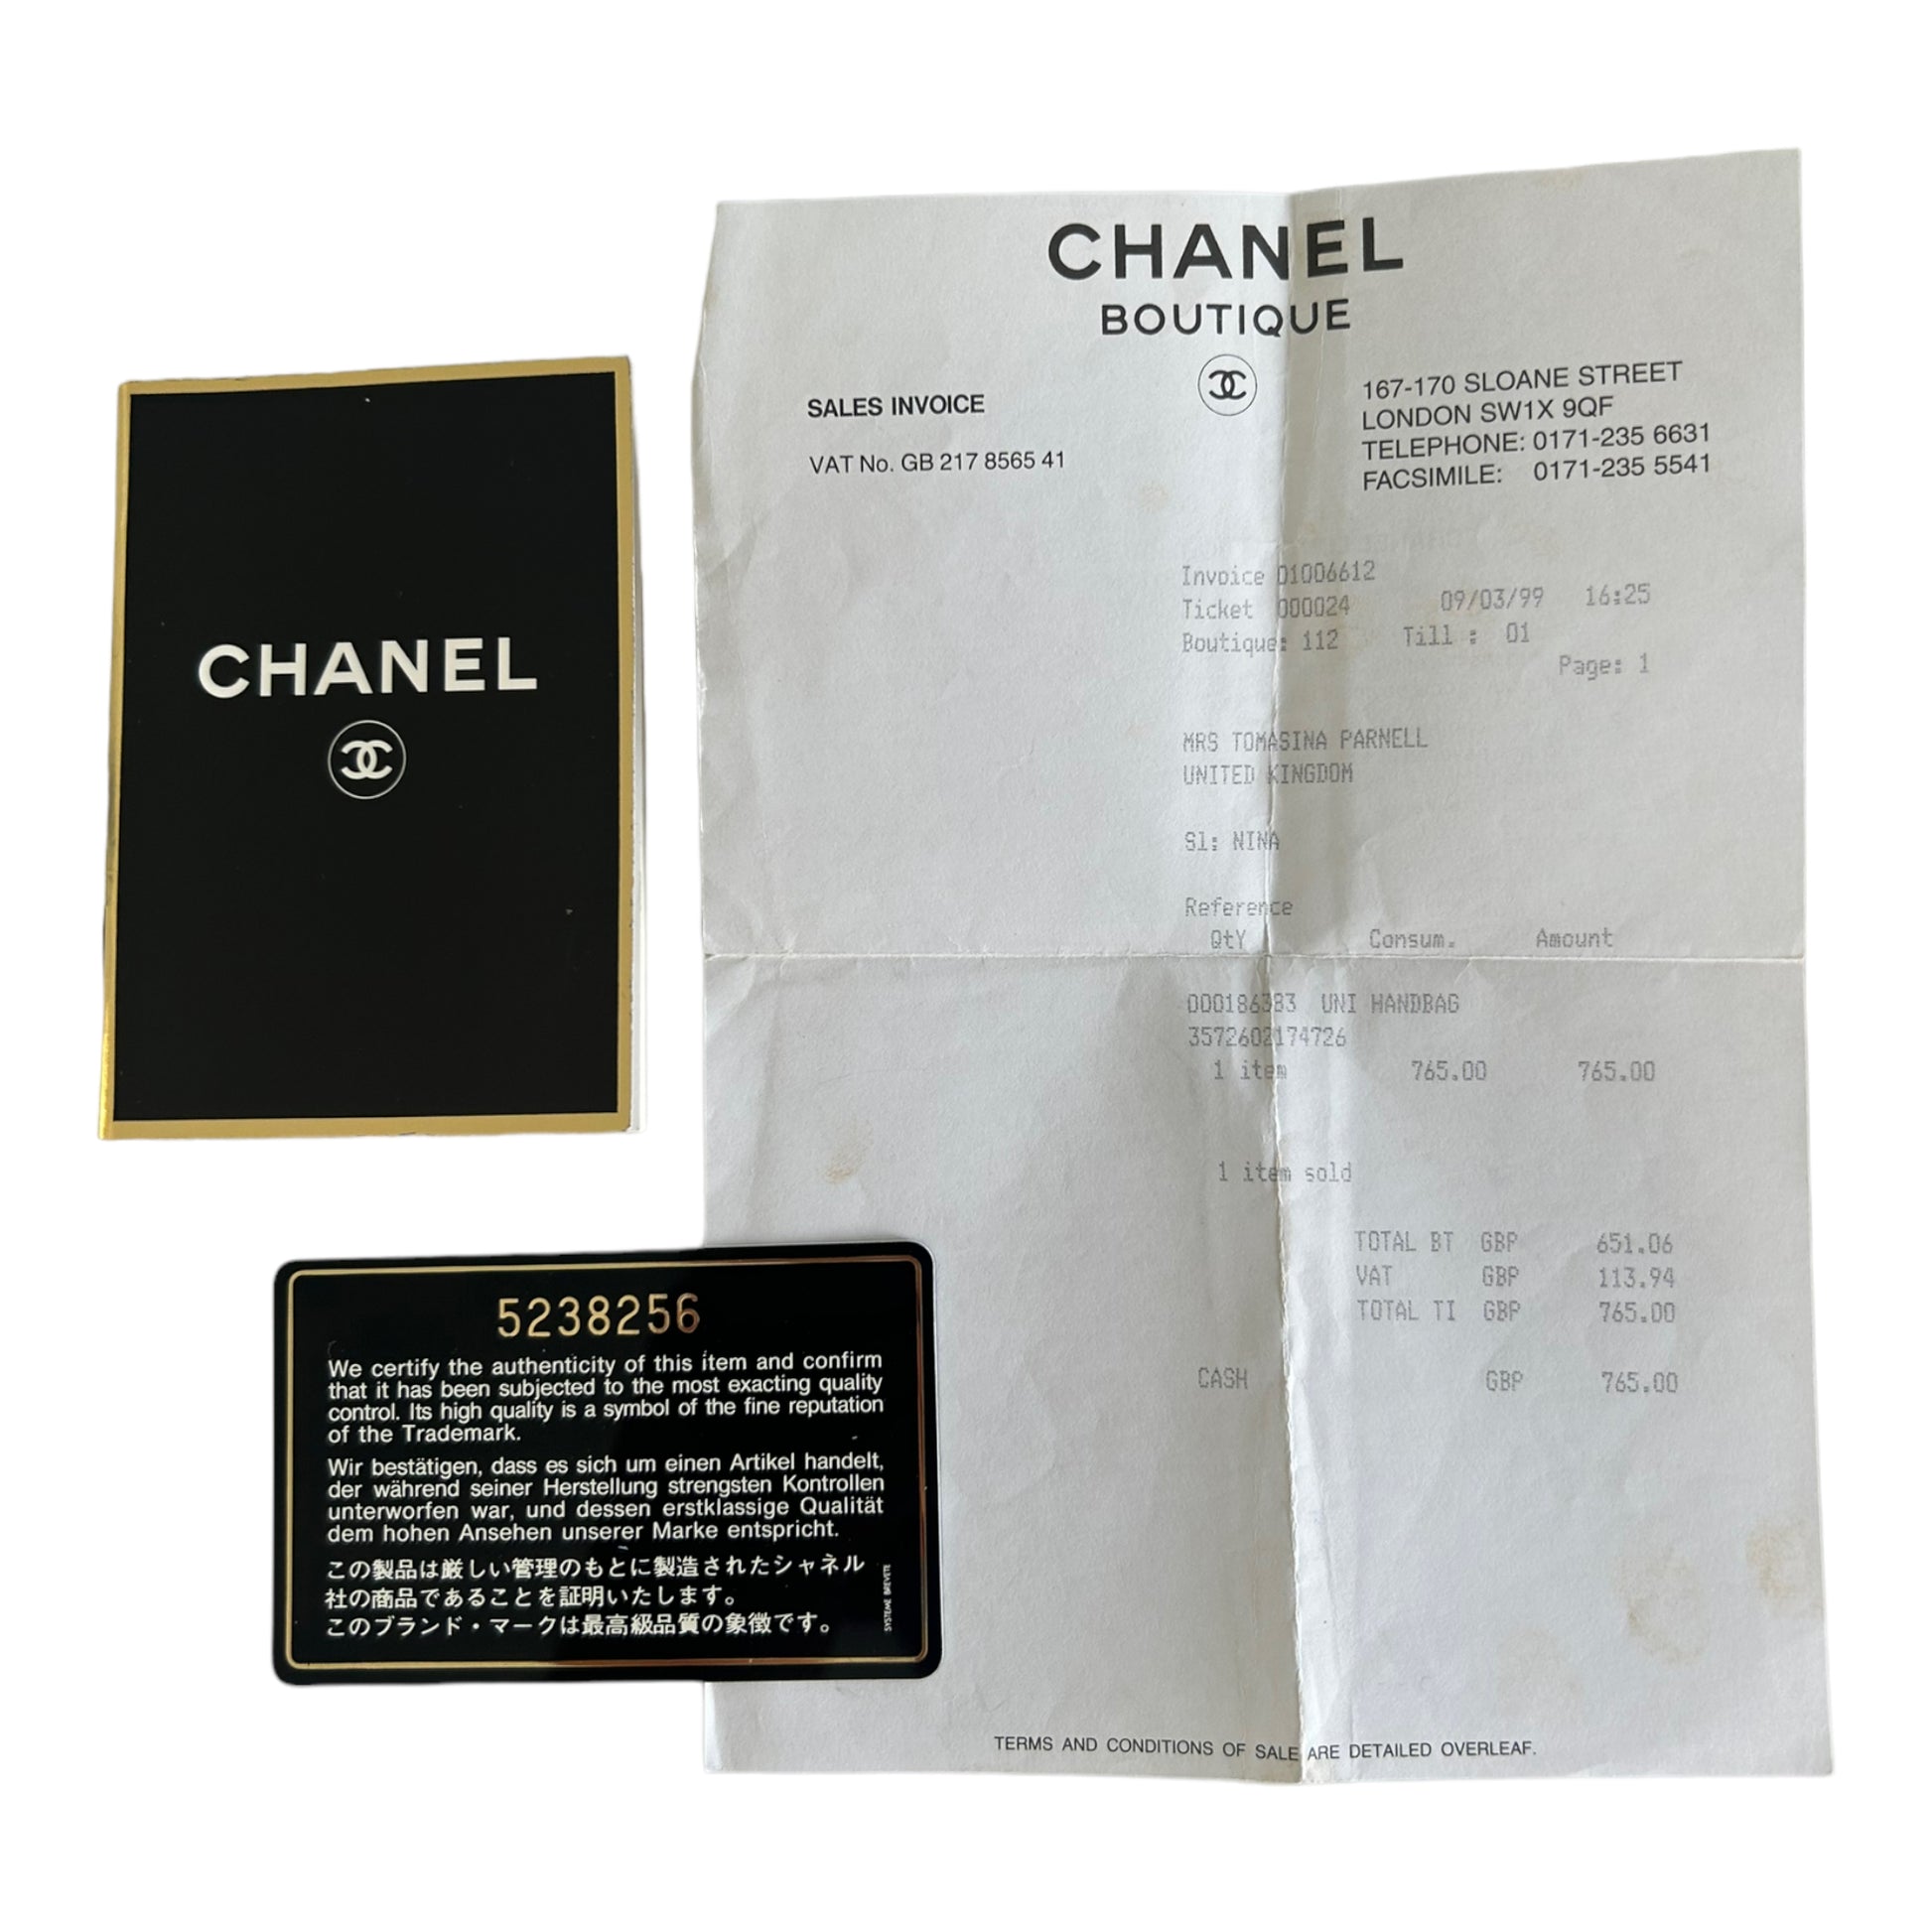 CHANEL
CHANEL
BOUTIQUE
SALES INVOICE
VAT No. GB 217 8565 41
167-170 SLOANE STREET
LONDON SW1X 9QF
TELEPHONE: 0171-235 6631
FACSIMILE: 0171-235 5541
Invoice 01006612
Ticket 000024 09/03/99 16:25
Boutique: 112 Till : 01
Page: 1
MRS TOMASINA PARNELL
UNITED KINGDOM
Sl: NINA
Reference
QtY Consum. Amount
000186383 UNI HANDBAG
3572602174726
1 item 765.00 765.00
1 item sold
TOTAL BT GBP 651.06
VAT GBP 113.94
TOTAL TI GBP 765.00
CASH GBP 765.00
TERMS AND CONDITIONS OF SALE ARE DETAILED OVERLEAF.
5238256
We certify the authenticity of this item and confirm
that it has been subjected to the most exacting quality
control. Its high quality is a symbol of the fine reputation
of the Trademark.
Wir bestätigen, dass es sich um einen Artikel handelt,
der während seiner Herstellung strengsten Kontrollen
unterworfen war, und dessen erstklassige Qualität
dem hohen Ansehen unserer Marke entspricht.
この製品は厳しい管理のもとに製造されたシャネル
社の商品であることを証明いたします。
このブランド・マークは最高級品質の象徴です。
SYSTEME BREVETE